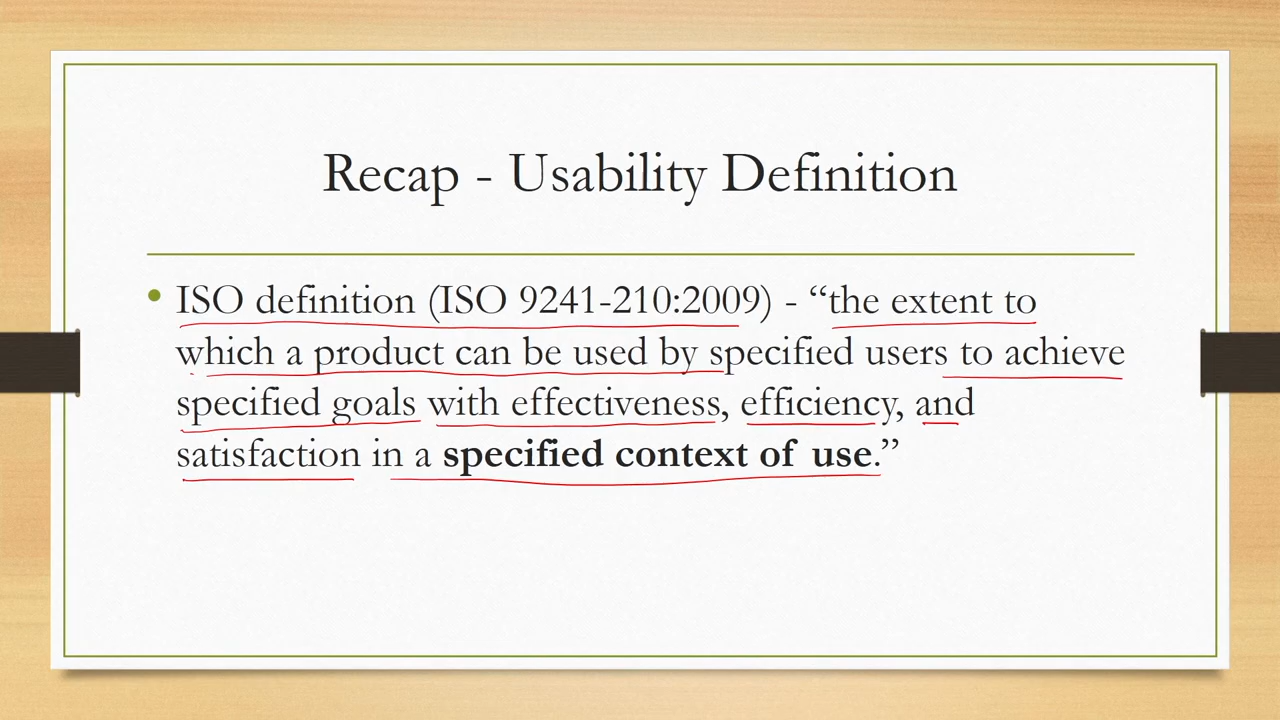 Recap - Usability Definition
• ISO definition (ISO 9241-210:2009) - “the extent to
which a product can be used by specified users to achieve
specified goals with effectiveness, efficiency, and
satisfaction in a specified context of use.”